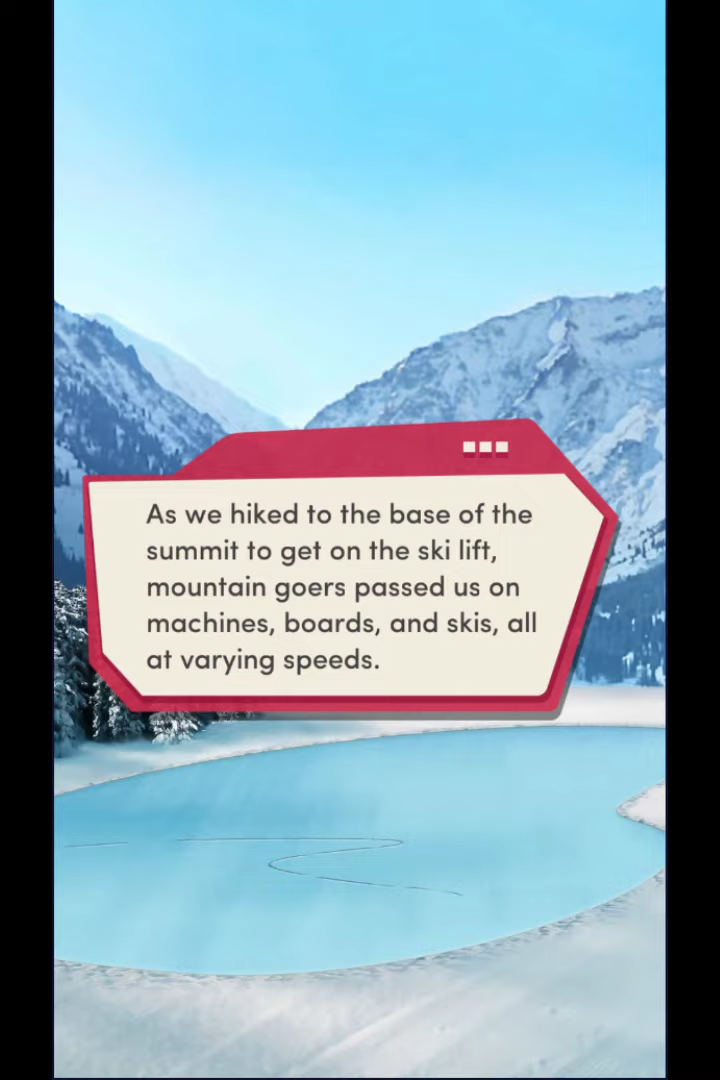 As we hiked to the base of the
summit to get on the ski lift,
mountain goers passed us on
machines, boards, and skis, all
at varying speeds.